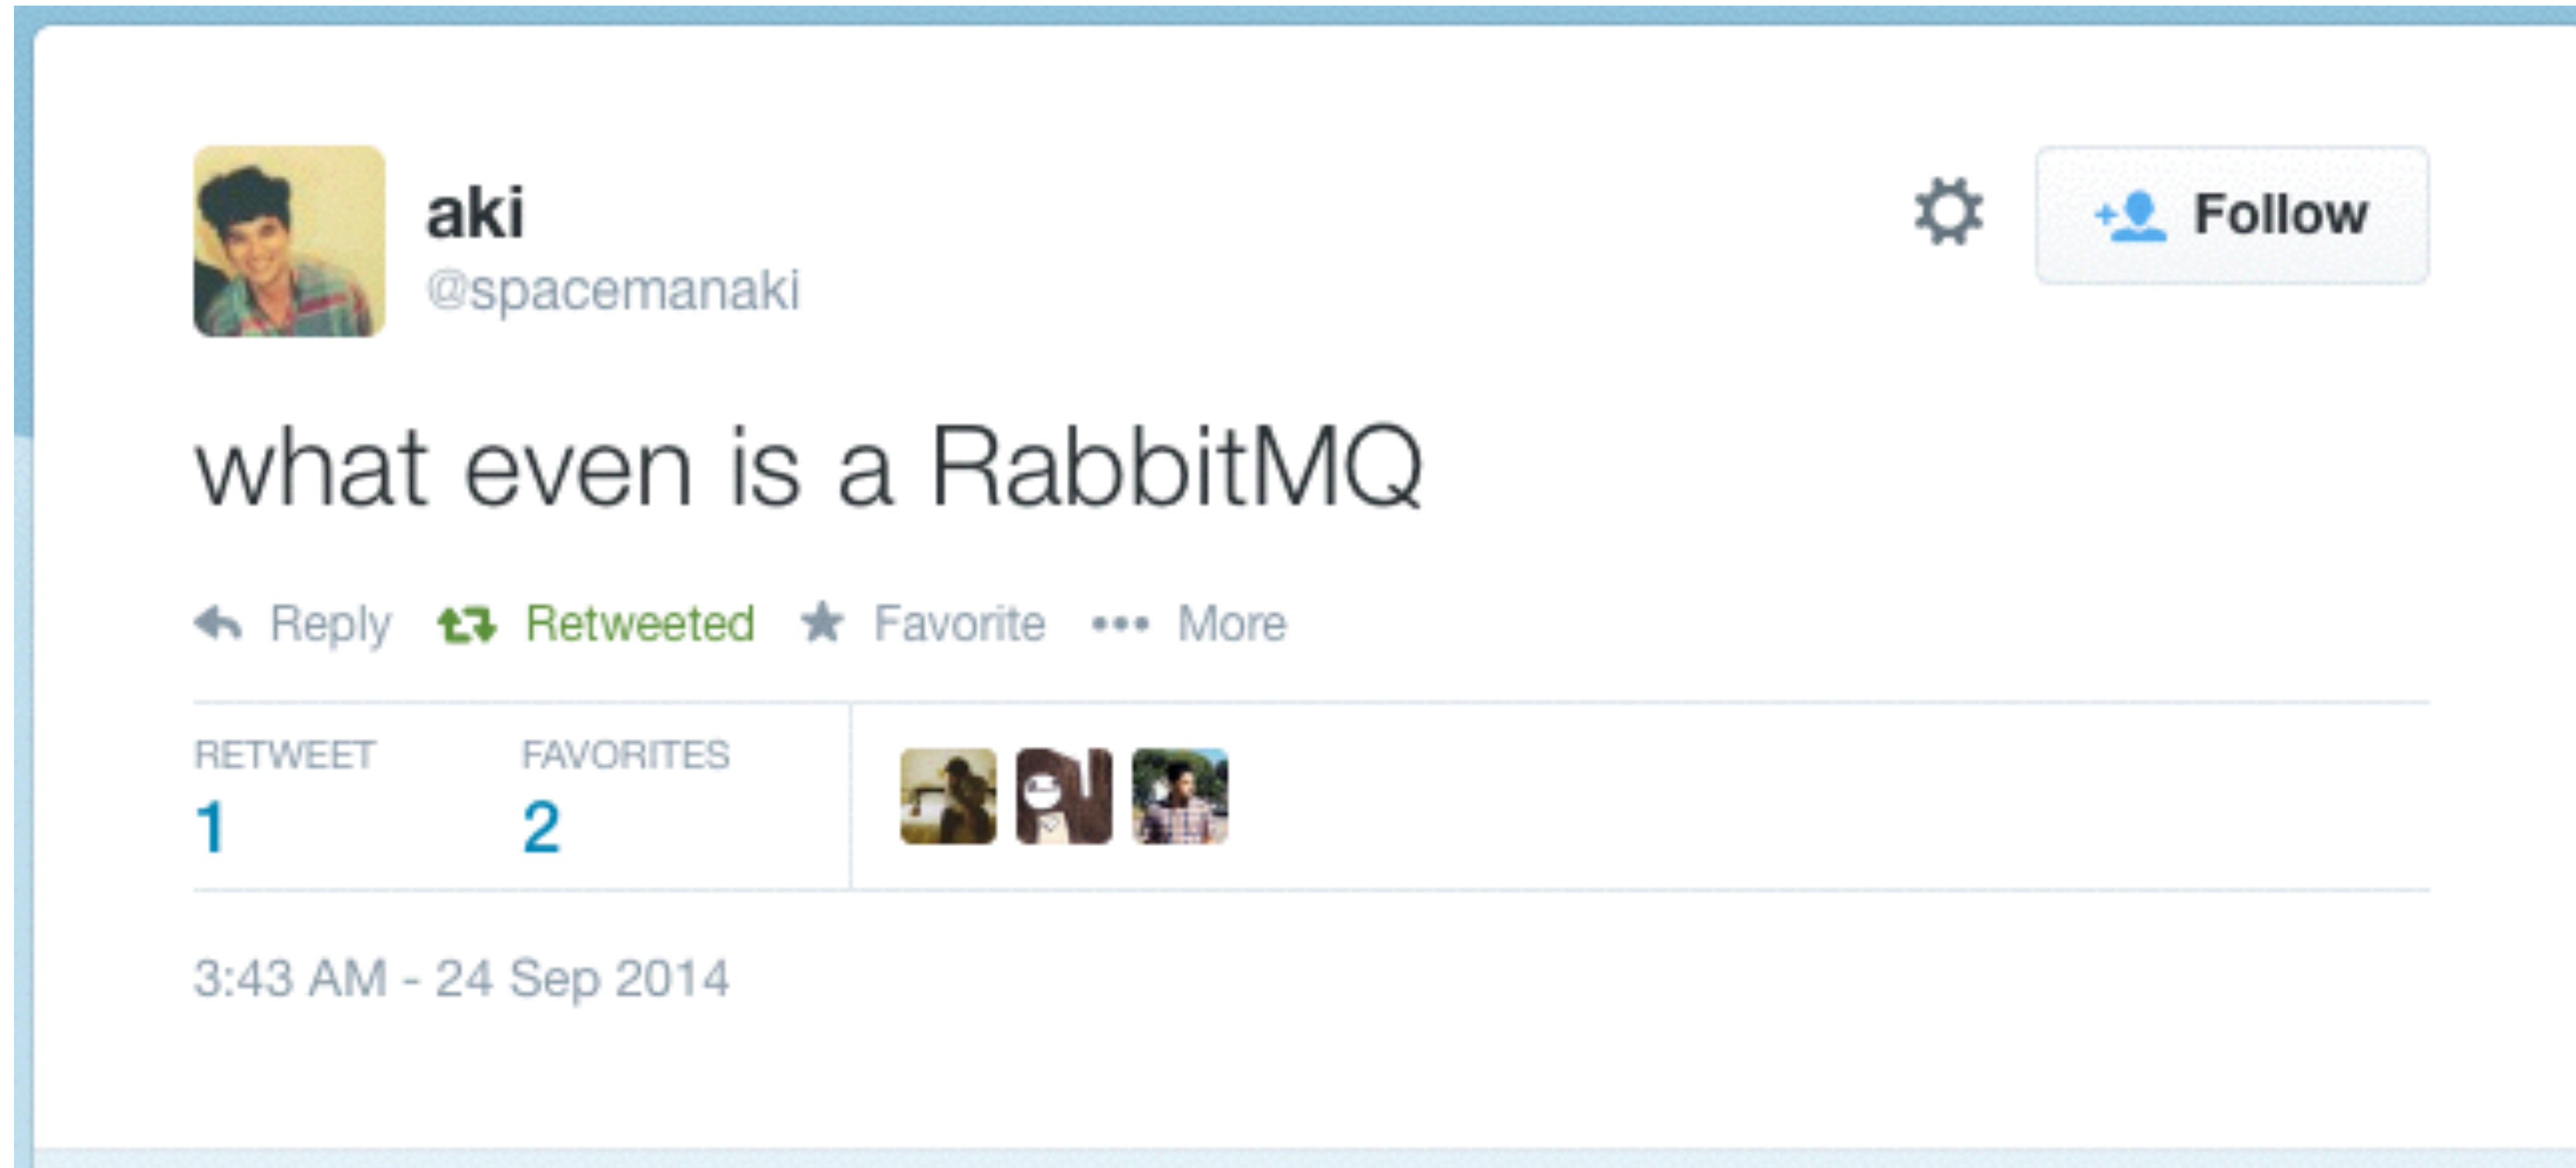 aki
@spacemanaki
Follow
what even is a RabbitMQ
Reply Retweeted Favorite More
RETWEET FAVORITES
1 2
3:43 AM - 24 Sep 2014